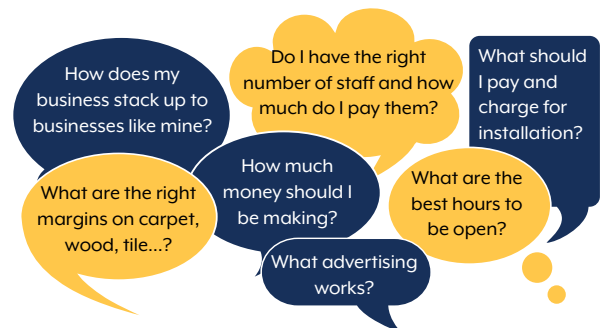 How does my
business stack up to
businesses like mine?
Do I have the right
number of staff and how
much do I pay them?
What should
I pay and
charge for
installation?
What are the right
margins on carpet,
wood, tile...?
How much
money should I
be making?
What are the
best hours to
be open?
What advertising
works?